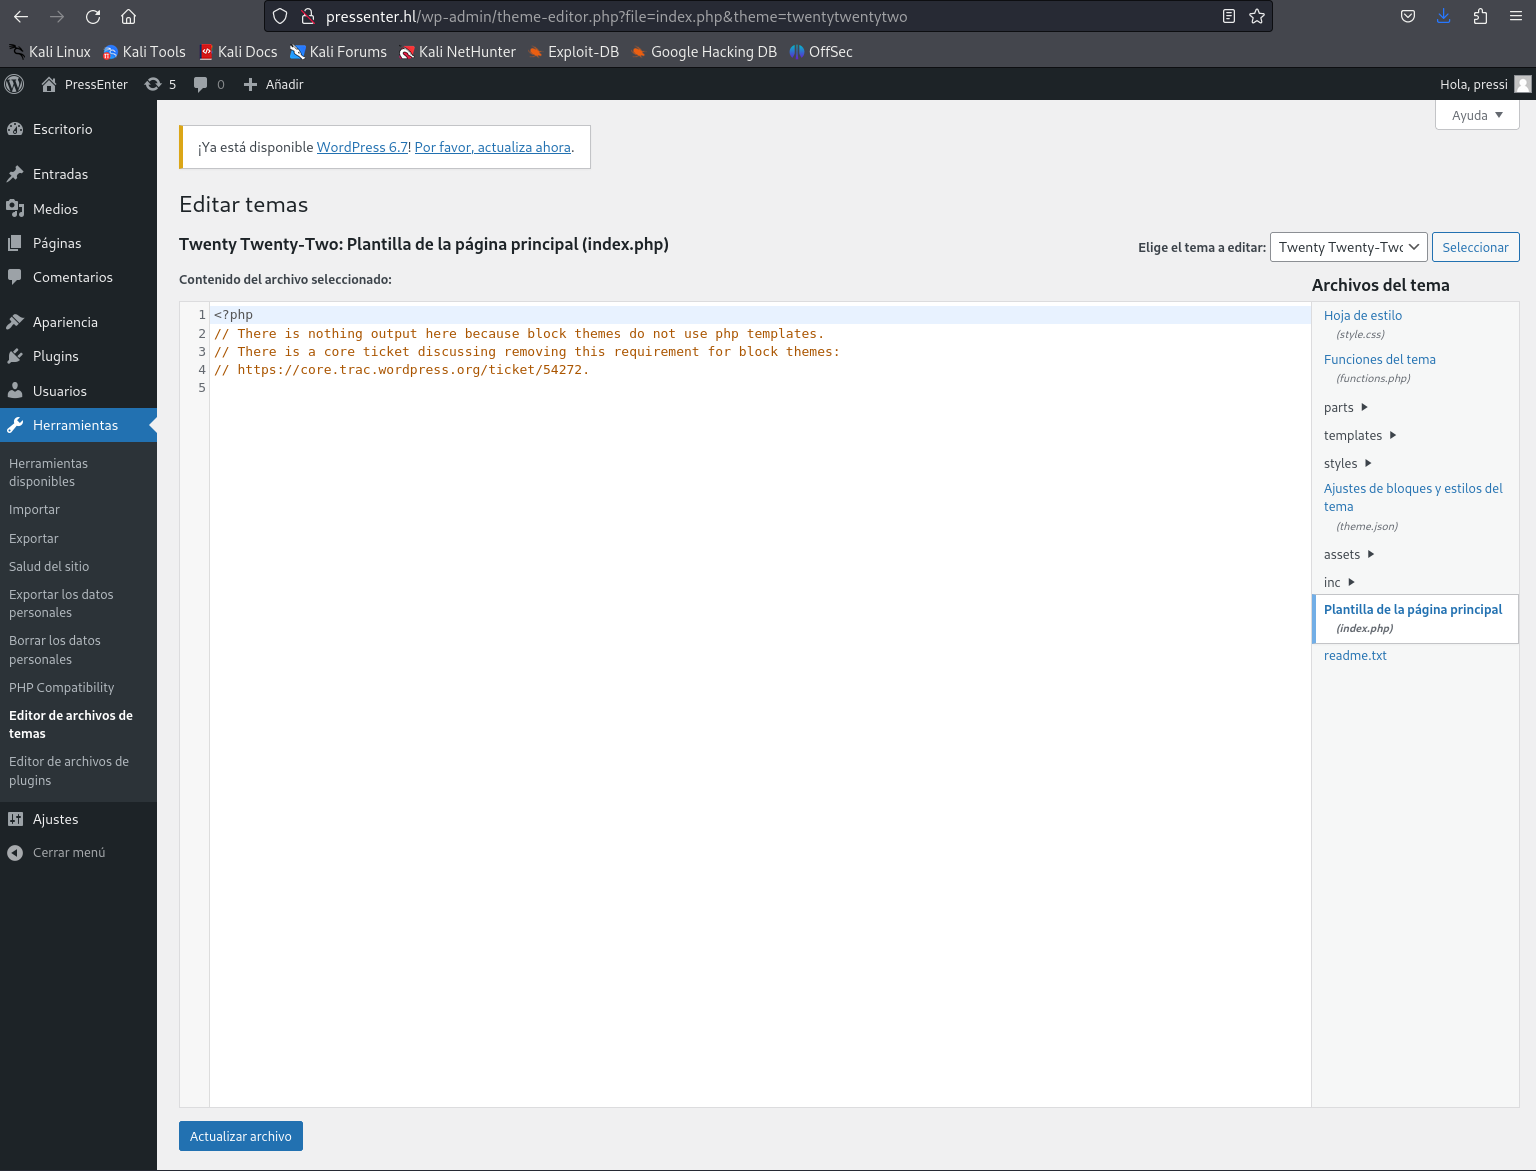 pressenter.hl/wp-admin/theme-editor.php?file=index.php&theme=twentytwentytwo
Kali Linux Kali Tools Kali Docs Kali Forums Kali NetHunter Exploit-DB Google Hacking DB OffSec
PressEnter 5 0 Añadir Hola, pressi
Ayuda
Escritorio
Entradas
Medios
Páginas
Comentarios
Apariencia
Plugins
Usuarios
Herramientas
Herramientas
disponibles
Importar
Exportar
Salud del sitio
Exportar los datos
personales
Borrar los datos
personales
PHP Compatibility
Editor de archivos de
temas
Editor de archivos de
plugins
Ajustes
Cerrar menú
¡Ya está disponible WordPress 6.7! Por favor, actualiza ahora.
Editar temas
Twenty Twenty-Two: Plantilla de la página principal (index.php)
Elige el tema a editar: Twenty Twenty-Two Seleccionar
Contenido del archivo seleccionado:
1 <?php
2 // There is nothing output here because block themes do not use php templates.
3 // There is a core ticket discussing removing this requirement for block themes:
4 // https://core.trac.wordpress.org/ticket/54272.
5
Archivos del tema
Hoja de estilo
(style.css)
Funciones del tema
(functions.php)
parts
templates
styles
Ajustes de bloques y estilos del
tema
(theme.json)
assets
inc
Plantilla de la página principal
(index.php)
readme.txt
Actualizar archivo